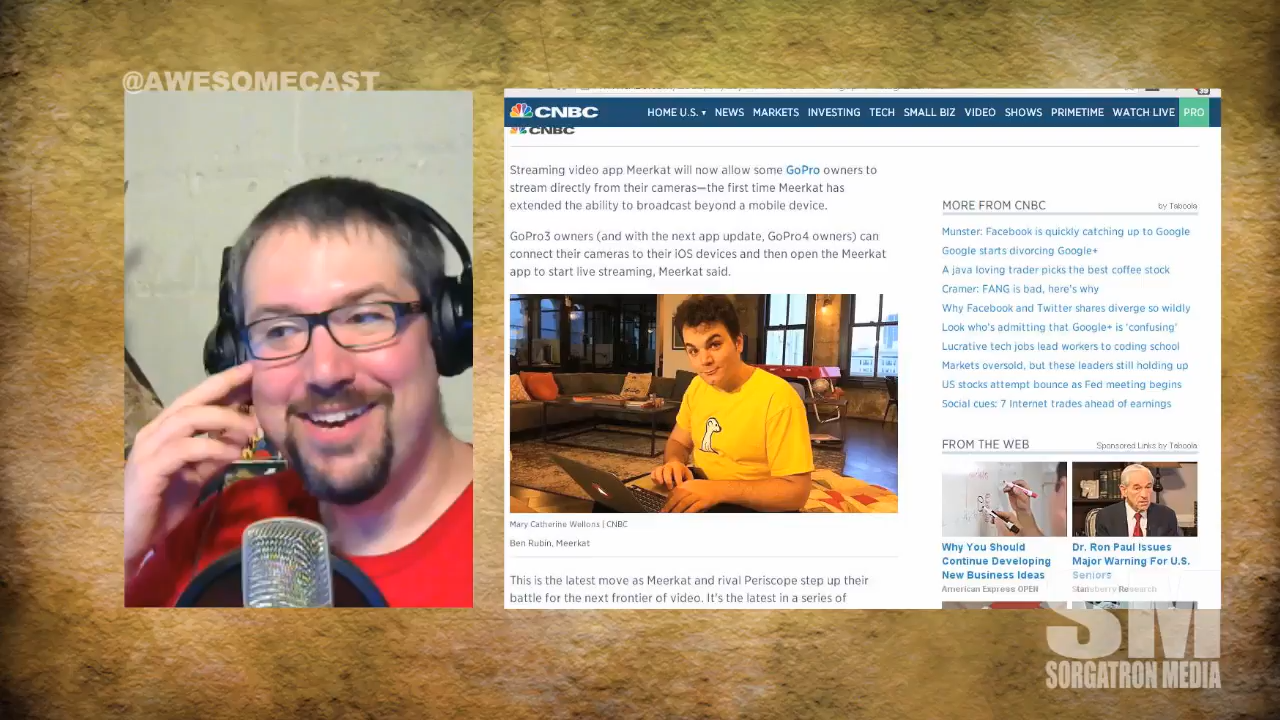 @AWESOMECAST
CNBC
HOME U.S. ▾ NEWS MARKETS INVESTING TECH SMALL BIZ VIDEO SHOWS PRIMETIME WATCH LIVE PRO
CNBC
Streaming video app Meerkat will now allow some GoPro owners to
stream directly from their cameras—the first time Meerkat has
extended the ability to broadcast beyond a mobile device.
GoPro3 owners (and with the next app update, GoPro4 owners) can
connect their cameras to their iOS devices and then open the Meerkat
app to start live streaming, Meerkat said.
Mary Catherine Wellons | CNBC
Ben Rubin, Meerkat
This is the latest move as Meerkat and rival Periscope step up their
battle for the next frontier of video. It's the latest in a series of
MORE FROM CNBC
by Taboola
Munster: Facebook is quickly catching up to Google
Google starts divorcing Google+
A java loving trader picks the best coffee stock
Cramer: FANG is bad, here's why
Why Facebook and Twitter shares diverge so wildly
Look who's admitting that Google+ is 'confusing'
Lucrative tech jobs lead workers to coding school
Markets oversold, but these leaders still holding up
US stocks attempt bounce as Fed meeting begins
Social cues: 7 Internet trades ahead of earnings
FROM THE WEB
Sponsored Links by Taboola
Why You Should
Continue Developing
New Business Ideas
American Express OPEN
Dr. Ron Paul Issues
Major Warning For U.S.
Seniors
Stansberry Research
SM
SORGATRON MEDIA